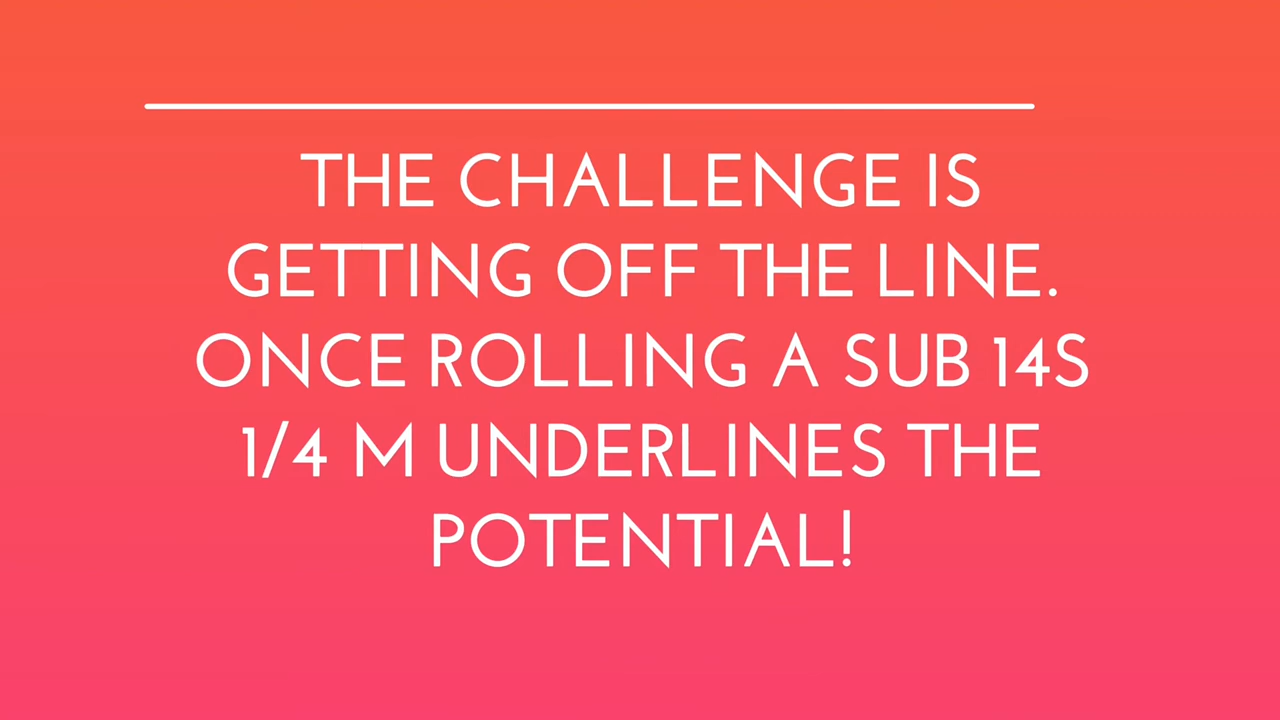 THE CHALLENGE IS
GETTING OFF THE LINE.
ONCE ROLLING A SUB 14S
1/4 M UNDERLINES THE
POTENTIAL!